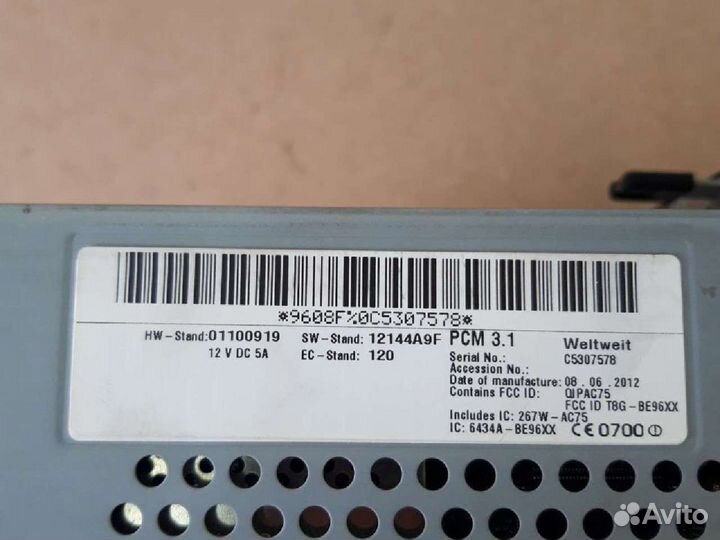 *9608F%0C5307578*
HW-Stand:01100919 SW-Stand: 12144A9F PCM 3.1 Weltweit
12 V DC 5A EC-Stand: 120 Serial No.: C5307578
Accession No.:
Date of manufacture: 08.06.2012
Contains FCC ID: QIPAC75
FCC ID T8G-BE96XX
Includes IC: 267W-AC75
IC: 6434A-BE96XX CE0700
Avito